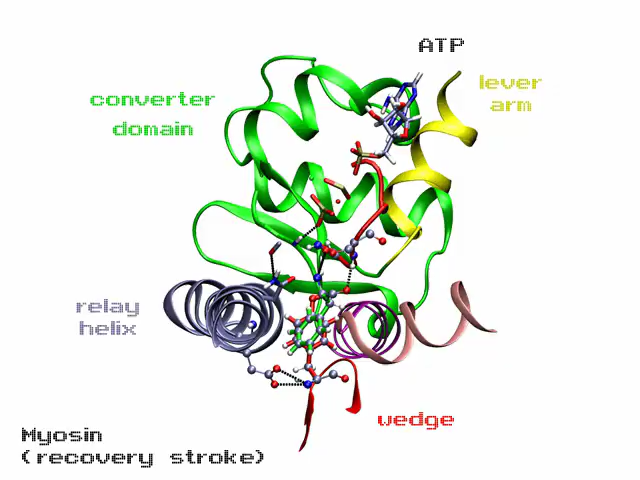 ATP
lever
arm
converter
domain
relay
helix
wedge
Myosin
(recovery stroke)